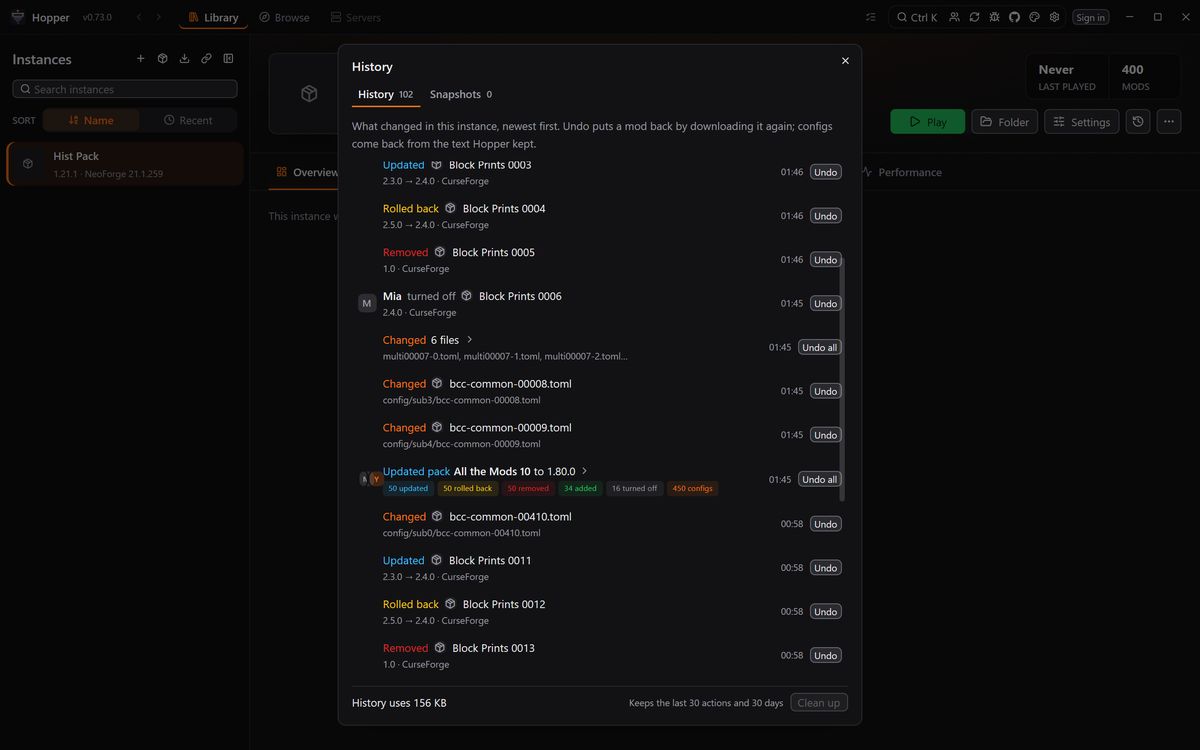 Hopper v0.73.0 Library Browse Servers Ctrl K Sign in
Instances
Search instances
SORT Name Recent
Hist Pack
1.21.1 · NeoForge 21.1.259
Never
LAST PLAYED
400
MODS
Play Folder Settings
Overview
Performance
This instance
History
History 102 Snapshots 0
What changed in this instance, newest first. Undo puts a mod back by downloading it again; configs
come back from the text Hopper kept.
Updated Block Prints 0003 01:46 Undo
2.3.0 → 2.4.0 · CurseForge
Rolled back Block Prints 0004 01:46 Undo
2.5.0 → 2.4.0 · CurseForge
Removed Block Prints 0005 01:46 Undo
1.0 · CurseForge
M Mia turned off Block Prints 0006 01:45 Undo
2.4.0 · CurseForge
Changed 6 files 01:45 Undo all
multi00007-0.toml, multi00007-1.toml, multi00007-2.toml...
Changed bcc-common-00008.toml 01:45 Undo
config/sub3/bcc-common-00008.toml
Changed bcc-common-00009.toml 01:45 Undo
config/sub4/bcc-common-00009.toml
Y Updated pack All the Mods 10 to 1.80.0 01:45 Undo all
50 updated 50 rolled back 50 removed 34 added 16 turned off 450 configs
Changed bcc-common-00410.toml 00:58 Undo
config/sub0/bcc-common-00410.toml
Updated Block Prints 0011 00:58 Undo
2.3.0 → 2.4.0 · CurseForge
Rolled back Block Prints 0012 00:58 Undo
2.5.0 → 2.4.0 · CurseForge
Removed Block Prints 0013 00:58 Undo
1.0 · CurseForge
History uses 156 KB Keeps the last 30 actions and 30 days Clean up